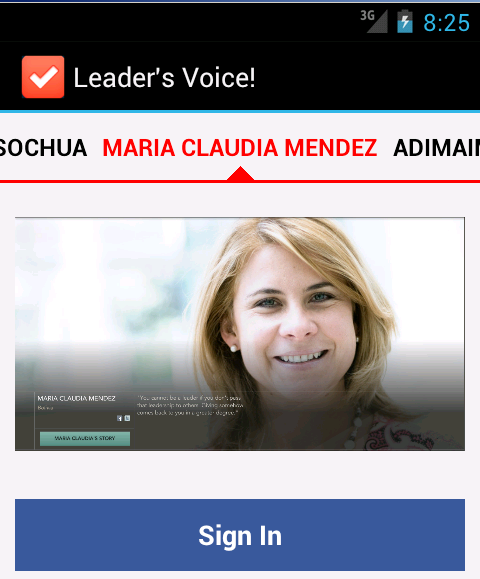 3G 8:25
Leader's Voice!
SOCHUA MARIA CLAUDIA MENDEZ ADIMAI
MARIA CLAUDIA MENDEZ
"You cannot be a leader if you don't pass
that leadership to others. Giving somehow
comes back to you in a greater degree."
MARIA CLAUDIA'S STORY
Sign In